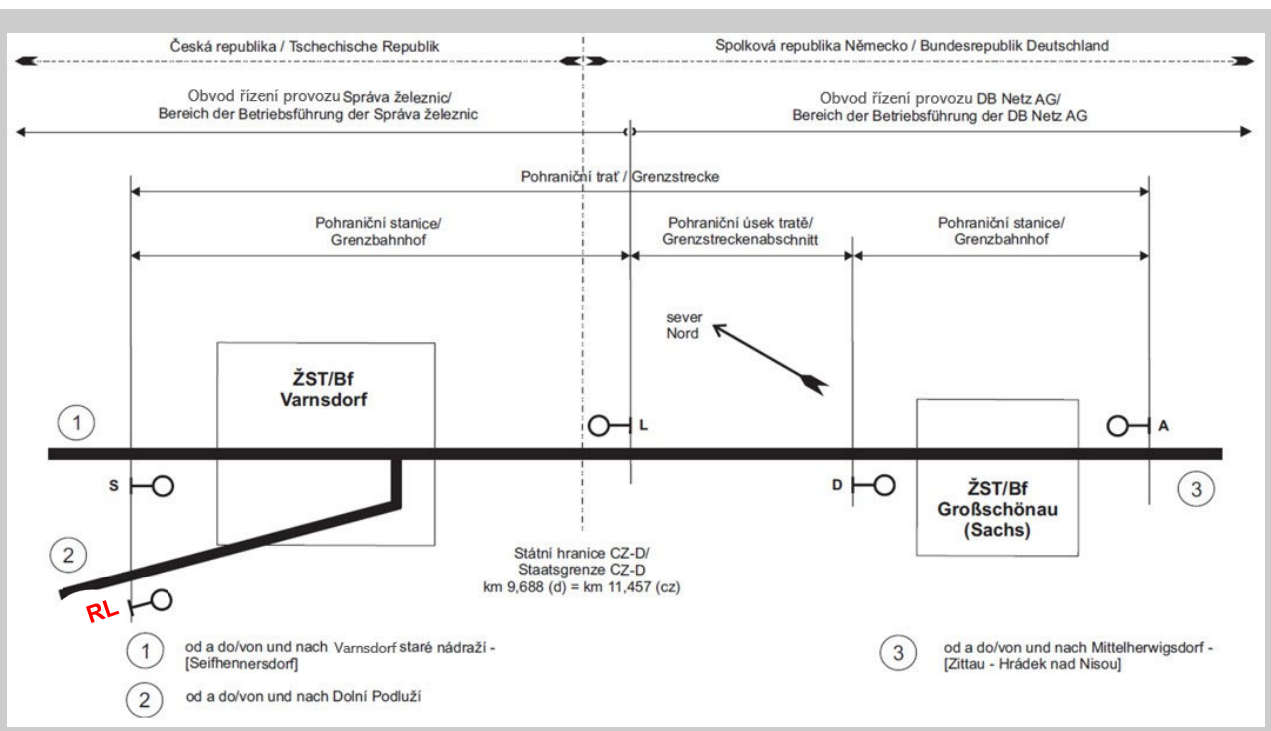 Česká republika / Tschechische Republik
Spolková republika Německo / Bundesrepublik Deutschland
Obvod řízení provozu Správa železnic/
Bereich der Betriebsführung der Správa železnic
Obvod řízení provozu DB Netz AG/
Bereich der Betriebsführung der DB Netz AG
Pohraniční trať / Grenzstrecke
Pohraniční stanice/
Grenzbahnhof
Pohraniční úsek tratě/
Grenzstreckenabschnitt
Pohraniční stanice/
Grenzbahnhof
sever
Nord
ŽST/Bf
Varnsdorf
1
L
A
S
D
ŽST/Bf
Großschönau
(Sachs)
3
2
Státní hranice CZ-D/
Staatsgrenze CZ-D
km 9,688 (d) = km 11,457 (cz)
RL
1 od a do/von und nach Varnsdorf staré nádraží -
[Seifhennersdorf]
2 od a do/von und nach Dolní Podluží
3 od a do/von und nach Mittelherwigsdorf -
[Zittau - Hrádek nad Nisou]